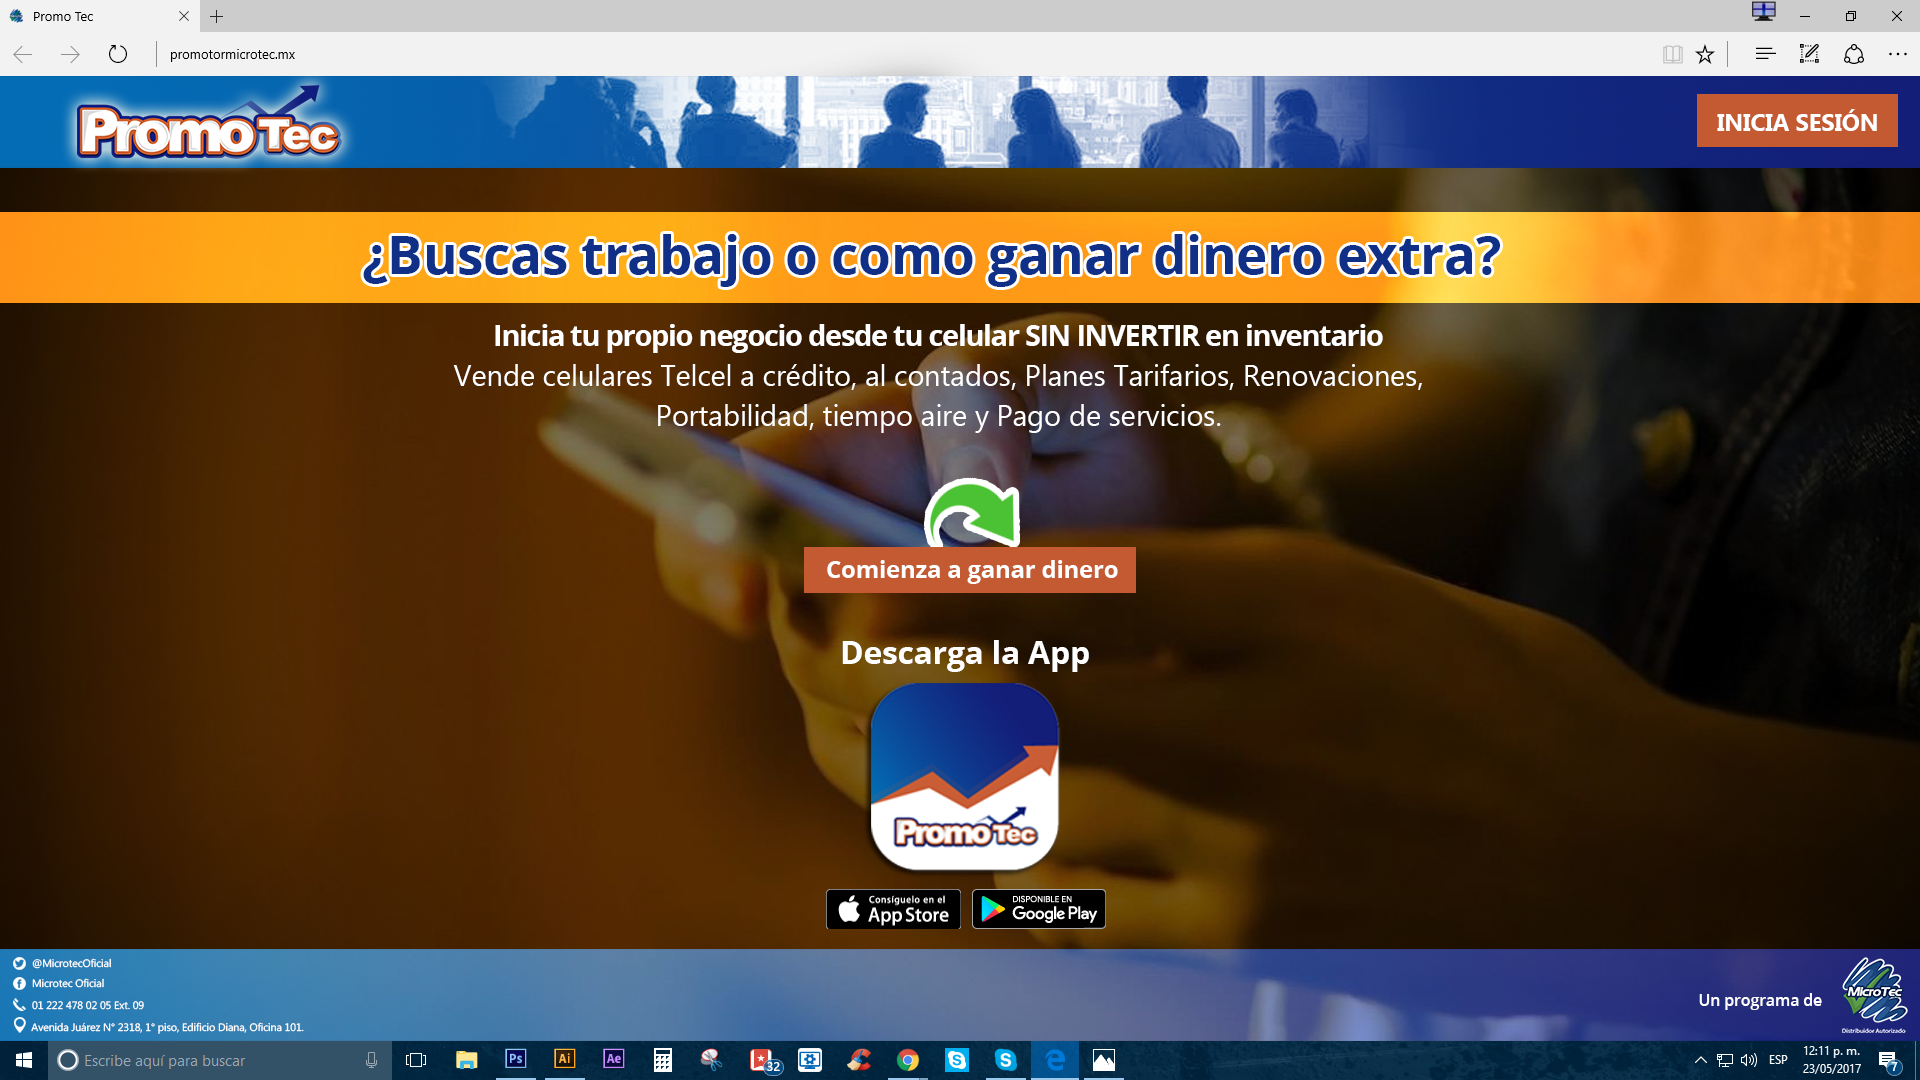 Promo Tec
promotormicrotec.mx
PromoTec
INICIA SESIÓN
¿Buscas trabajo o como ganar dinero extra?
Inicia tu propio negocio desde tu celular SIN INVERTIR en inventario
Vende celulares Telcel a crédito, al contados, Planes Tarifarios, Renovaciones,
Portabilidad, tiempo aire y Pago de servicios.
Comienza a ganar dinero
Descarga la App
PromoTec
Consíguelo en el
App Store
DISPONIBLE EN
Google Play
@MicrotecOficial
Microtec Oficial
01 222 478 02 05 Ext. 09
Avenida Juárez N° 2318, 1° piso, Edificio Diana, Oficina 101.
Un programa de
MicroTec
Distribuidor Autorizado
Escribe aquí para buscar
Ps
Ai
Ae
32
ESP
12:11 p. m.
23/05/2017
7